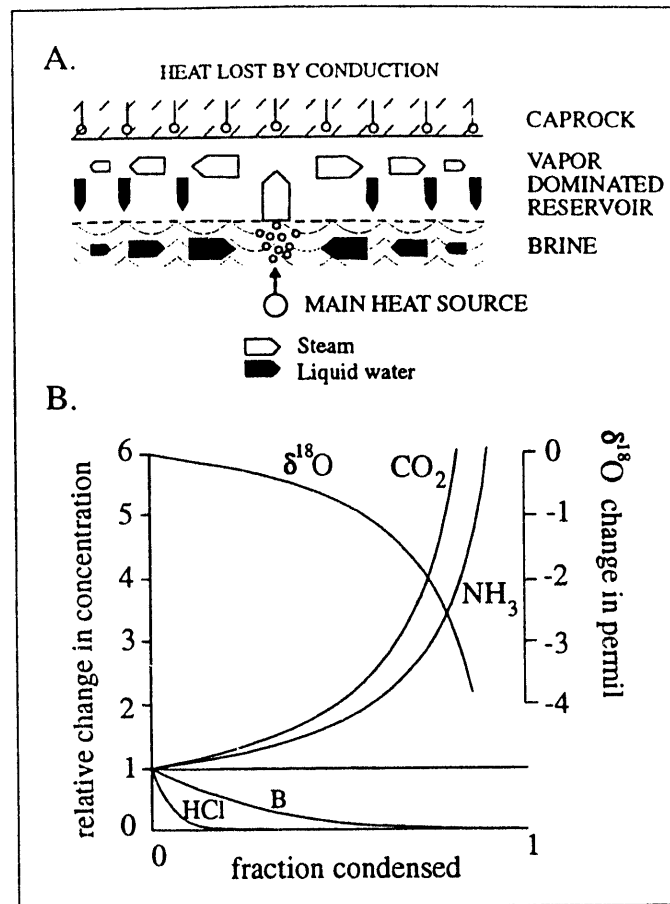 A.
HEAT LOST BY CONDUCTION
CAPROCK
VAPOR
DOMINATED
RESERVOIR
BRINE
MAIN HEAT SOURCE
Steam
Liquid water
B.
δ¹⁸O
CO₂
NH₃
HCl
B
6
5
4
3
2
1
0
relative change in concentration
0
-1
-2
-3
-4
δ¹⁸O change in permil
0
1
fraction condensed